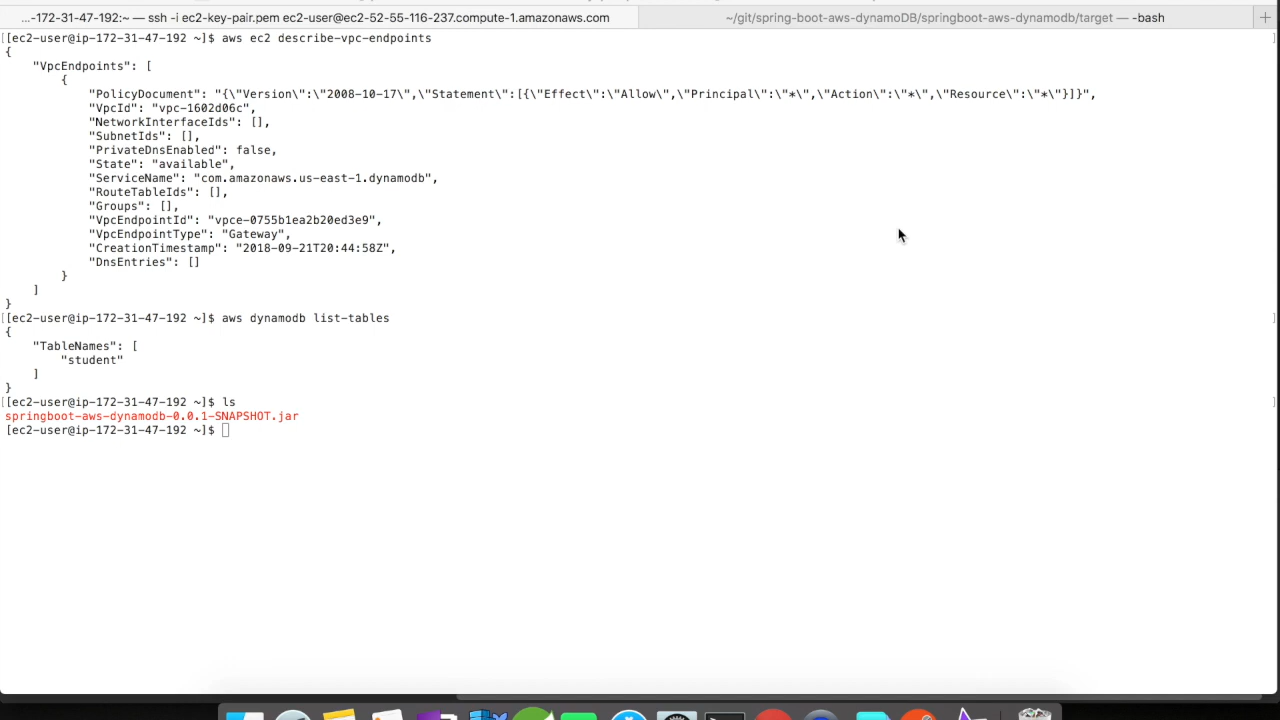 ...-172-31-47-192:~ — ssh -i ec2-key-pair.pem ec2-user@ec2-52-55-116-237.compute-1.amazonaws.com
~/git/spring-boot-aws-dynamoDB/springboot-aws-dynamodb/target — -bash
[[ec2-user@ip-172-31-47-192 ~]$ aws ec2 describe-vpc-endpoints ]
{
"VpcEndpoints": [
{
"PolicyDocument": "{\"Version\":\"2008-10-17\",\"Statement\":[{\"Effect\":\"Allow\",\"Principal\":\"*\",\"Action\":\"*\",\"Resource\":\"*\"}]}",
"VpcId": "vpc-1602d06c",
"NetworkInterfaceIds": [],
"SubnetIds": [],
"PrivateDnsEnabled": false,
"State": "available",
"ServiceName": "com.amazonaws.us-east-1.dynamodb",
"RouteTableIds": [],
"Groups": [],
"VpcEndpointId": "vpce-0755b1ea2b20ed3e9",
"VpcEndpointType": "Gateway",
"CreationTimestamp": "2018-09-21T20:44:58Z",
"DnsEntries": []
}
]
}
[[ec2-user@ip-172-31-47-192 ~]$ aws dynamodb list-tables ]
{
"TableNames": [
"student"
]
}
[[ec2-user@ip-172-31-47-192 ~]$ ls ]
springboot-aws-dynamodb-0.0.1-SNAPSHOT.jar
[ec2-user@ip-172-31-47-192 ~]$